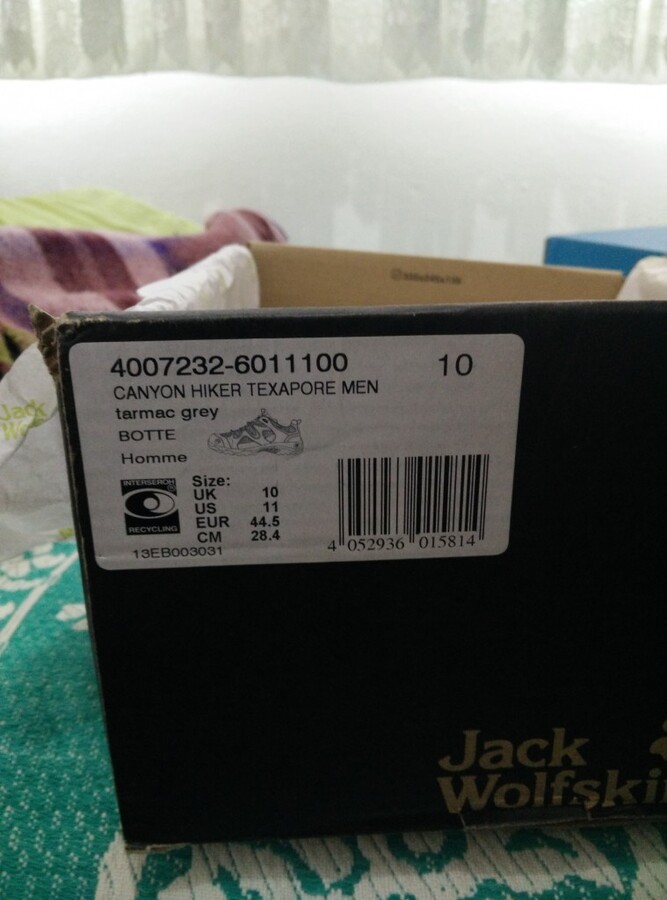 4007232-6011100 10
CANYON HIKER TEXAPORE MEN
tarmac grey
BOTTE
Homme
INTERSEROH
RECYCLING
Size:
UK 10
US 11
EUR 44.5
CM 28.4
13EB003031
4 052936 015814
Jack
Wolfski
Jack